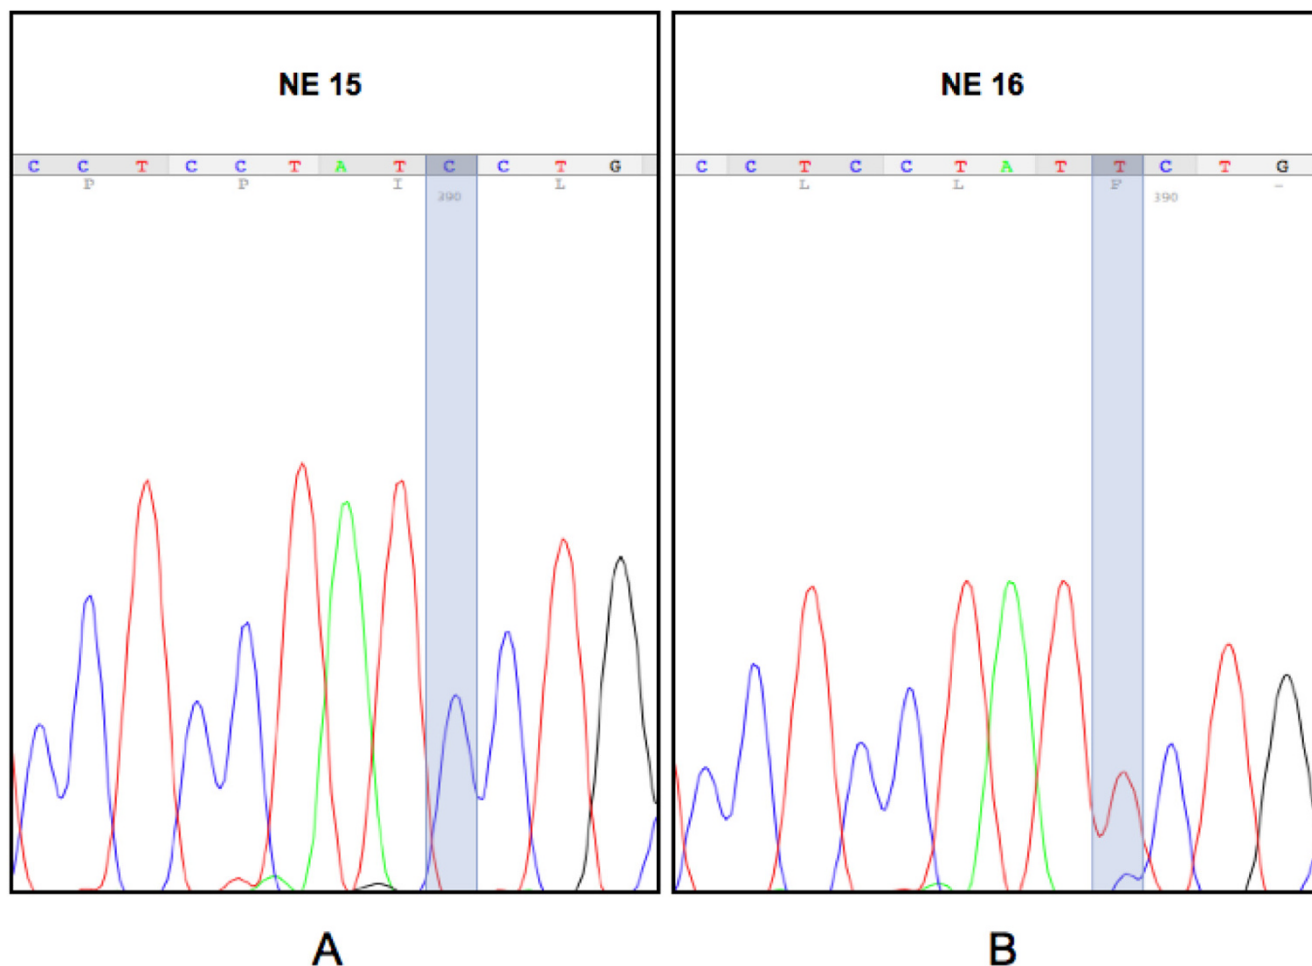 NE 15
C C T C C T A T C C T G
P P I L
390
NE 16
C C T C C T A T T C T G
L L F -
390
A
B